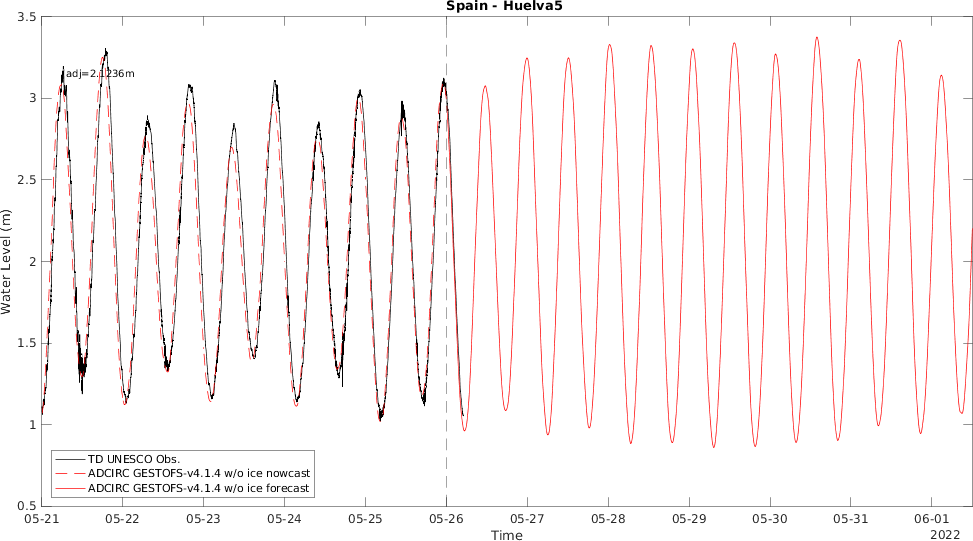 Spain - Huelva5
adj=2.1236m
Water Level (m)
3.5
3
2.5
2
1.5
1
0.5
TD UNESCO Obs.
ADCIRC GESTOFS-v4.1.4 w/o ice nowcast
ADCIRC GESTOFS-v4.1.4 w/o ice forecast
05-21 05-22 05-23 05-24 05-25 05-26 05-27 05-28 05-29 05-30 05-31 06-01
Time
2022